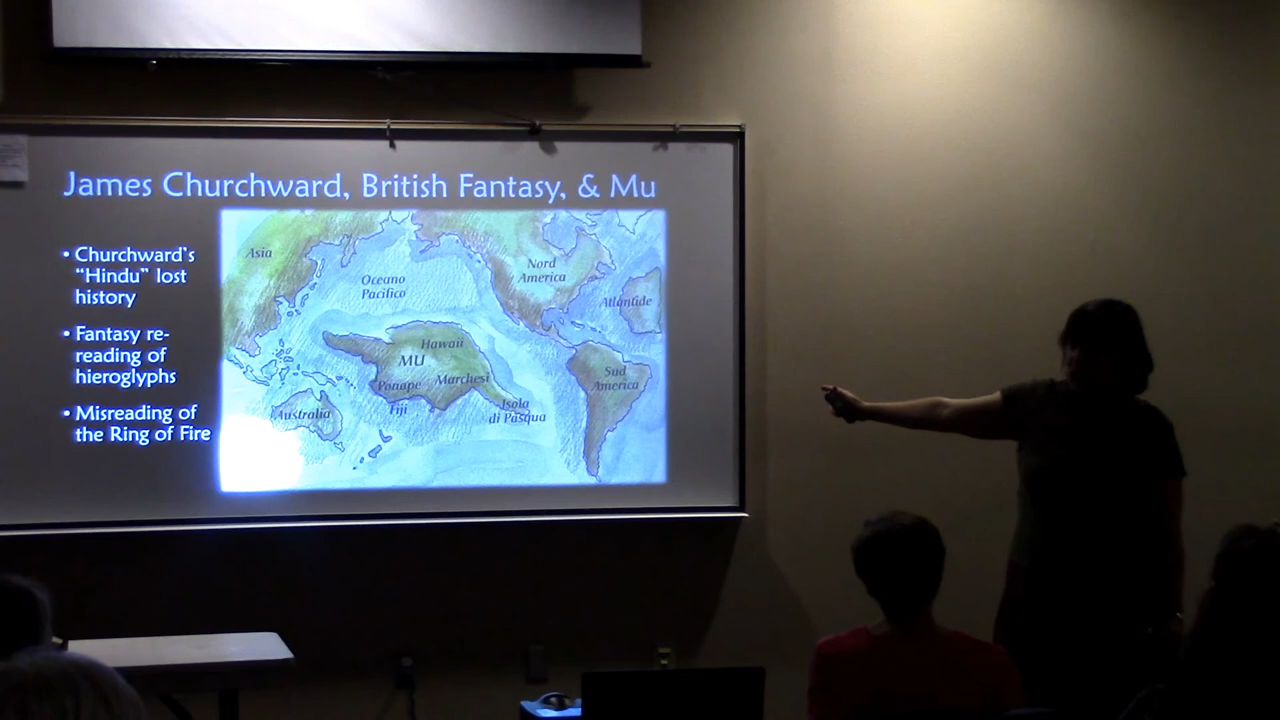 James Churchward, British Fantasy, & Mu
• Churchward's
"Hindu" lost
history
• Fantasy re-
reading of
hieroglyphs
• Misreading of
the Ring of Fire
Asia
Oceano
Pacifico
Nord
America
Atlantide
Hawaii
MU
Ponape
Marchesi
Fiji
Isola
di Pasqua
Sud
America
Australia